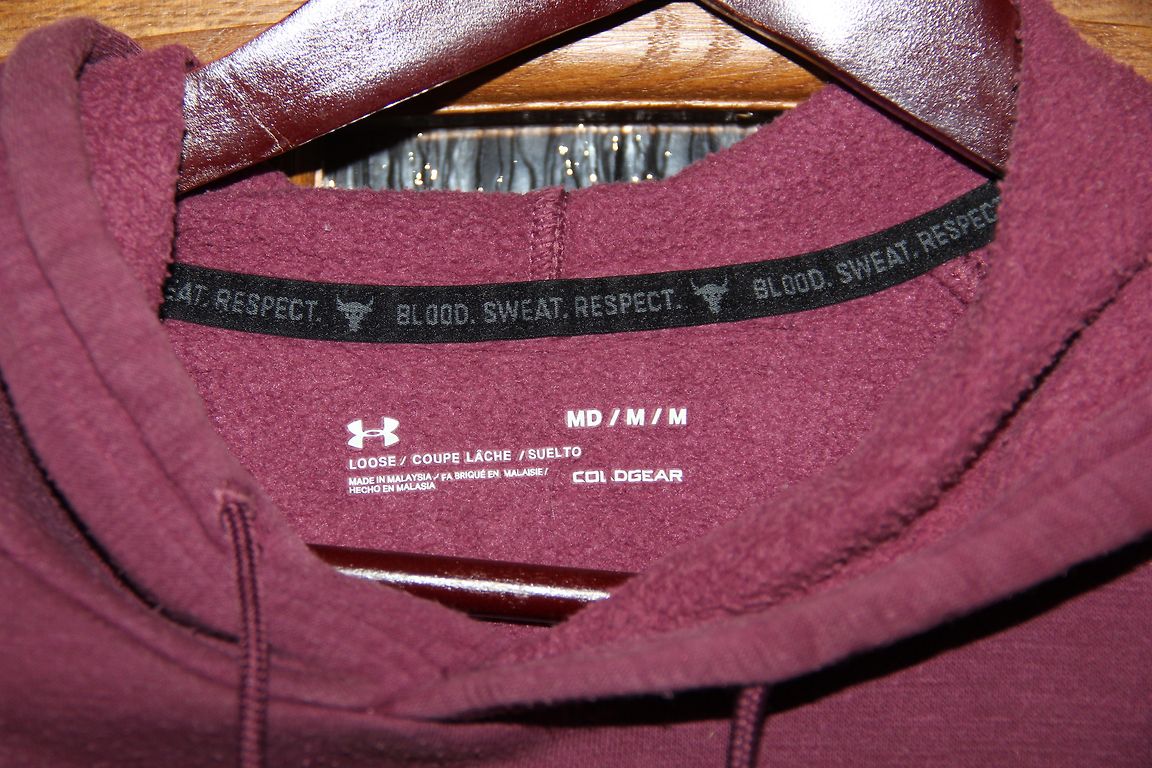 EAT. RESPECT. BLOOD. SWEAT. RESPECT. BLOOD. SWEAT. RESPECT
MD / M / M
LOOSE / COUPE LÂCHE / SUELTO
MADE IN MALAYSIA / FABRIQUÉ EN MALAISIE /
HECHO EN MALASIA
COLDGEAR